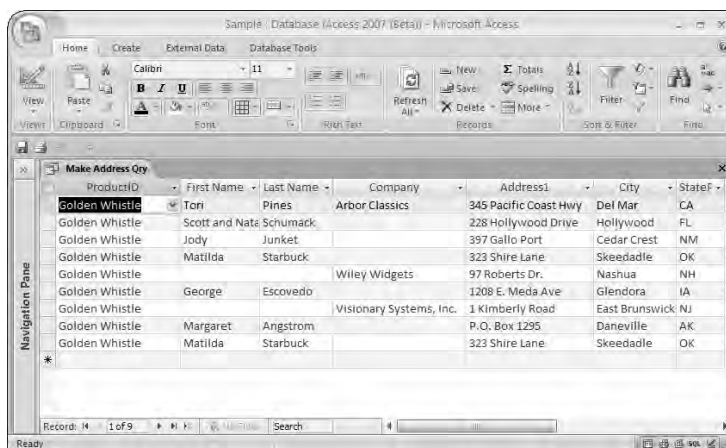 Sample : Database (Access 2007 (Beta)) - Microsoft Access
Home Create External Data Database Tools
View Paste Calibri 11 B I U A Refresh All New Save Delete Σ Totals Spelling More Filter Find
Views Clipboard Font Rich Text Records Sort & Filter Find
Make Address Qry
ProductID First Name Last Name Company Address1 City StateF
Golden Whistle Tori Pines Arbor Classics 345 Pacific Coast Hwy Del Mar CA
Golden Whistle Scott and Nata Schumack 228 Hollywood Drive Hollywood FL
Golden Whistle Jody Junket 397 Gallo Port Cedar Crest NM
Golden Whistle Matilda Starbuck 323 Shire Lane Skeedadle OK
Golden Whistle Wiley Widgets 97 Roberts Dr. Nashua NH
Golden Whistle George Escovedo 1208 E. Meda Ave Glendora IA
Golden Whistle Visionary Systems, Inc. 1 Kimberly Road East Brunswick NJ
Golden Whistle Margaret Angstrom P.O. Box 1295 Daneville AK
Golden Whistle Matilda Starbuck 323 Shire Lane Skeedadle OK
Navigation Pane
Record: 1 of 9 No Filter Search
Ready SQL